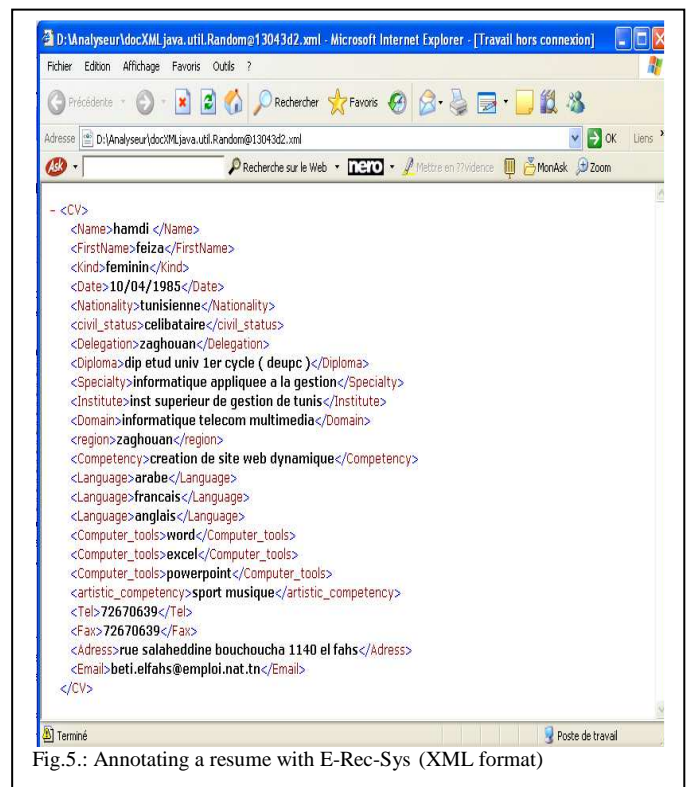 D:\Analyseur\docXMLjava.util.Random@13043d2.xml - Microsoft Internet Explorer - [Travail hors connexion]
Fichier Edition Affichage Favoris Outils ?
Précédente Rechercher Favoris
Adresse D:\Analyseur\docXMLjava.util.Random@13043d2.xml OK Liens
Ask Recherche sur le Web nero Mettre en ??vidence MonAsk Zoom
- <CV>
<Name>hamdi </Name>
<FirstName>feiza</FirstName>
<Kind>feminin</Kind>
<Date>10/04/1985</Date>
<Nationality>tunisienne</Nationality>
<civil_status>celibataire</civil_status>
<Delegation>zaghouan</Delegation>
<Diploma>dip etud univ 1er cycle ( deupc )</Diploma>
<Specialty>informatique appliquee a la gestion</Specialty>
<Institute>inst superieur de gestion de tunis</Institute>
<Domain>informatique telecom multimedia</Domain>
<region>zaghouan</region>
<Competency>creation de site web dynamique</Competency>
<Language>arabe</Language>
<Language>francais</Language>
<Language>anglais</Language>
<Computer_tools>word</Computer_tools>
<Computer_tools>excel</Computer_tools>
<Computer_tools>powerpoint</Computer_tools>
<artistic_competency>sport musique</artistic_competency>
<Tel>72670639</Tel>
<Fax>72670639</Fax>
<Adress>rue salaheddine bouchoucha 1140 el fahs</Adress>
<Email>beti.elfahs@emploi.nat.tn</Email>
</CV>
Terminé Poste de travail
Fig.5.: Annotating a resume with E-Rec-Sys (XML format)